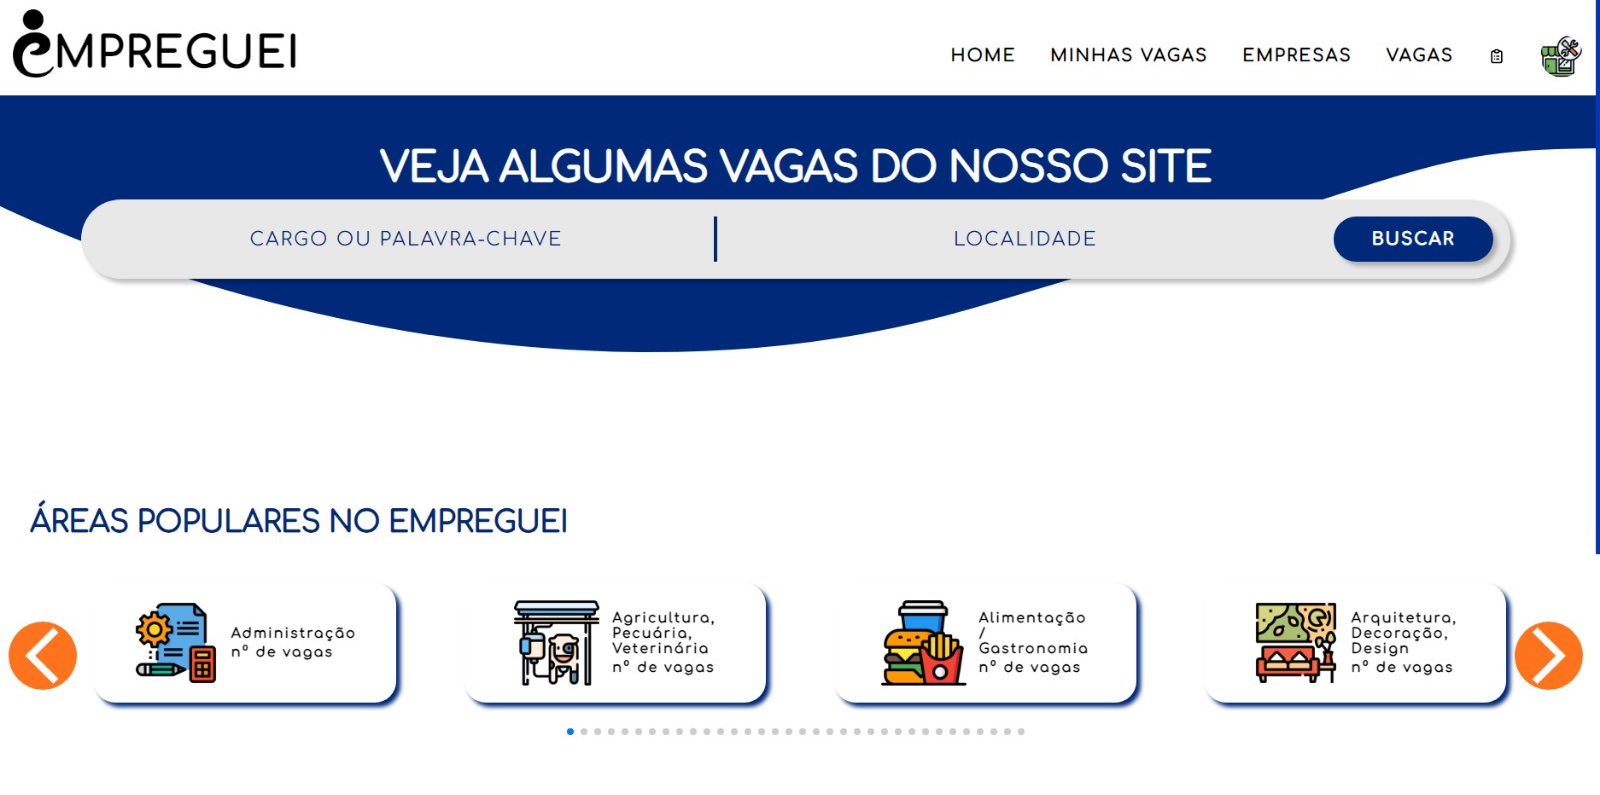 eMPREGUEI
HOME MINHAS VAGAS EMPRESAS VAGAS
VEJA ALGUMAS VAGAS DO NOSSO SITE
CARGO OU PALAVRA-CHAVE LOCALIDADE BUSCAR
ÁREAS POPULARES NO EMPREGUEI
Administração
nº de vagas
Agricultura,
Pecuária,
Veterinária
nº de vagas
Alimentação
/
Gastronomia
nº de vagas
Arquitetura,
Decoração,
Design
nº de vagas